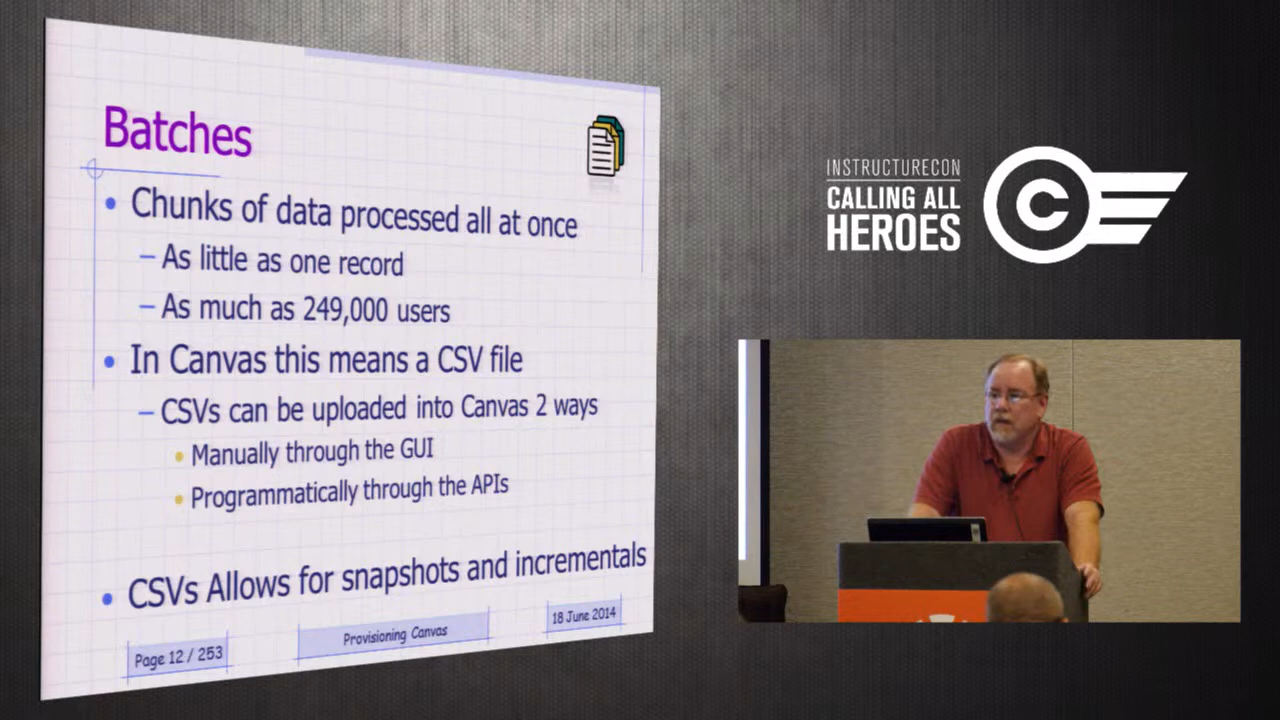 Batches
• Chunks of data processed all at once
– As little as one record
– As much as 249,000 users
• In Canvas this means a CSV file
– CSVs can be uploaded into Canvas 2 ways
• Manually through the GUI
• Programmatically through the APIs
• CSVs Allows for snapshots and incrementals
Page 12 / 253
Provisioning Canvas
18 June 2014
INSTRUCTURECON
CALLING ALL
HEROES
C